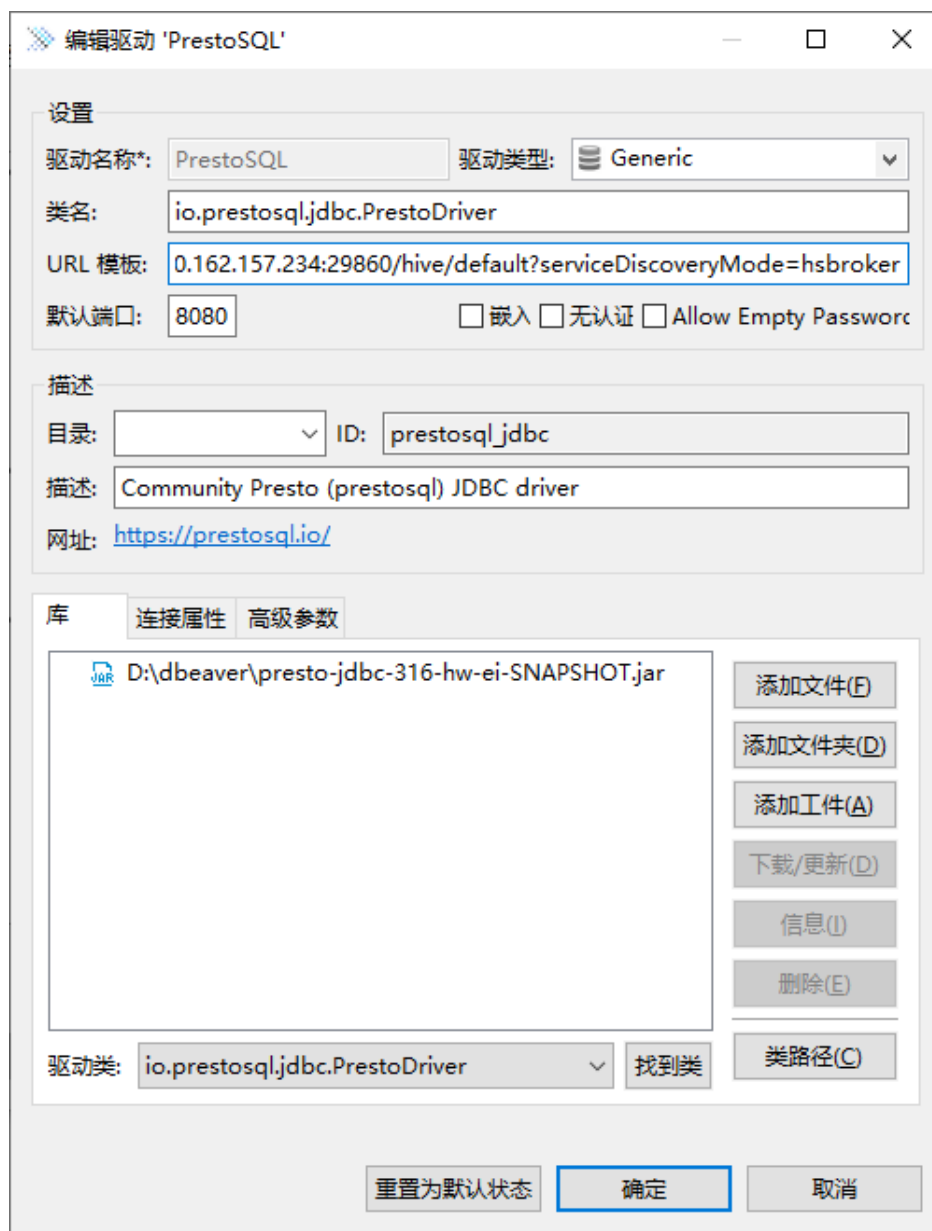 编辑驱动 'PrestoSQL'
设置
驱动名称*: PrestoSQL 驱动类型: Generic
类名: io.prestosql.jdbc.PrestoDriver
URL 模板: 0.162.157.234:29860/hive/default?serviceDiscoveryMode=hsbroker
默认端口: 8080 嵌入 无认证 Allow Empty Password
描述
目录: ID: prestosql_jdbc
描述: Community Presto (prestosql) JDBC driver
网址: https://prestosql.io/
库 连接属性 高级参数
JAR D:\dbeaver\presto-jdbc-316-hw-ei-SNAPSHOT.jar
添加文件(F)
添加文件夹(D)
添加工件(A)
下载/更新(D)
信息(I)
删除(E)
类路径(C)
驱动类: io.prestosql.jdbc.PrestoDriver 找到类
重置为默认状态 确定 取消